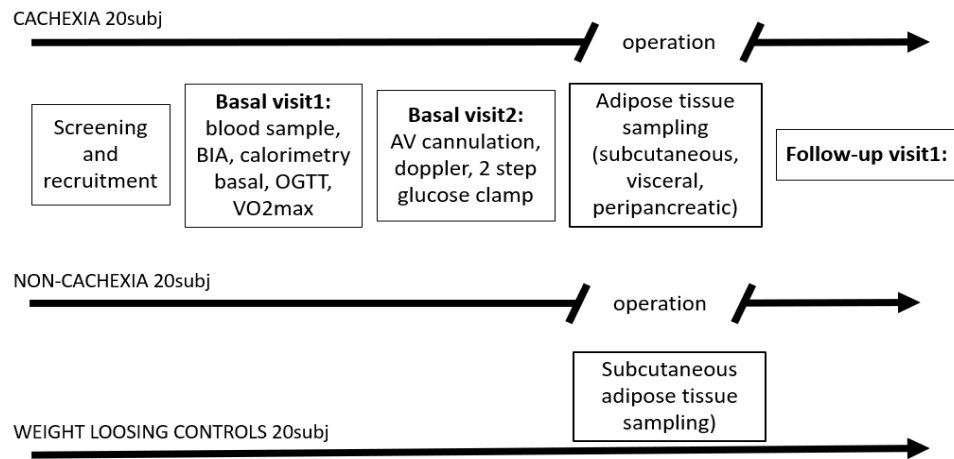 CACHEXIA 20subj
operation
Screening
and
recruitment
Basal visit1:
blood sample,
BIA, calorimetry
basal, OGTT,
VO2max
Basal visit2:
AV cannulation,
doppler, 2 step
glucose clamp
Adipose tissue
sampling
(subcutaneous,
visceral,
peripancreatic)
Follow-up visit1:
NON-CACHEXIA 20subj
operation
Subcutaneous
adipose tissue
sampling)
WEIGHT LOOSING CONTROLS 20subj